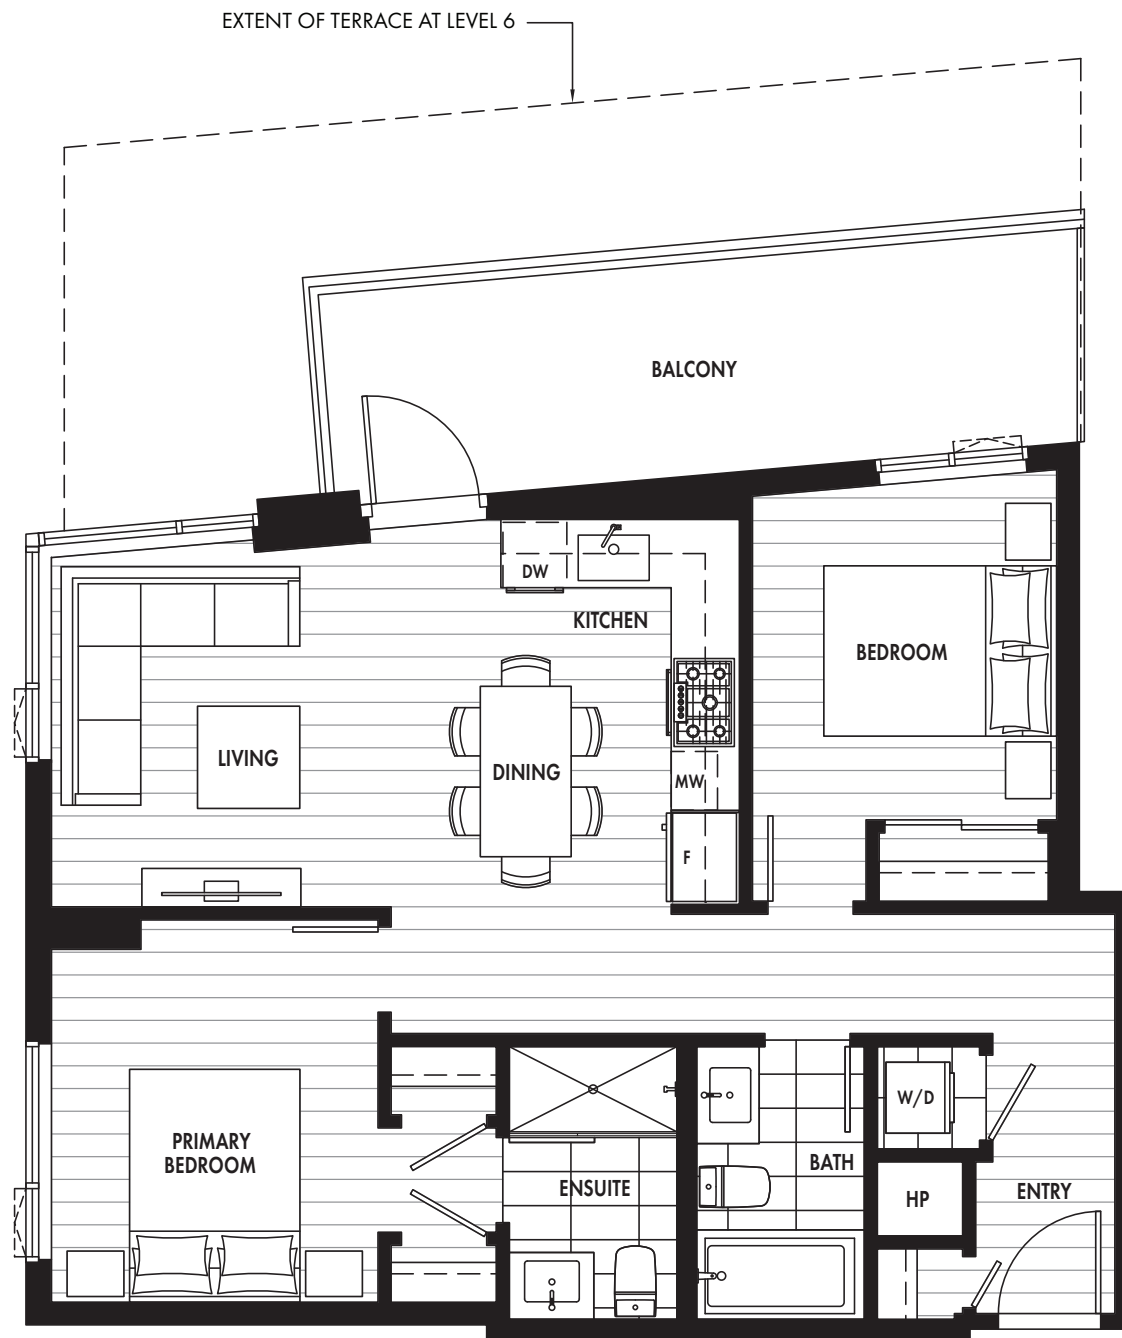 EXTENT OF TERRACE AT LEVEL 6
BALCONY
DW
KITCHEN
BEDROOM
LIVING
DINING
MW
F
W/D
PRIMARY
BEDROOM
ENSUITE
BATH
HP
ENTRY